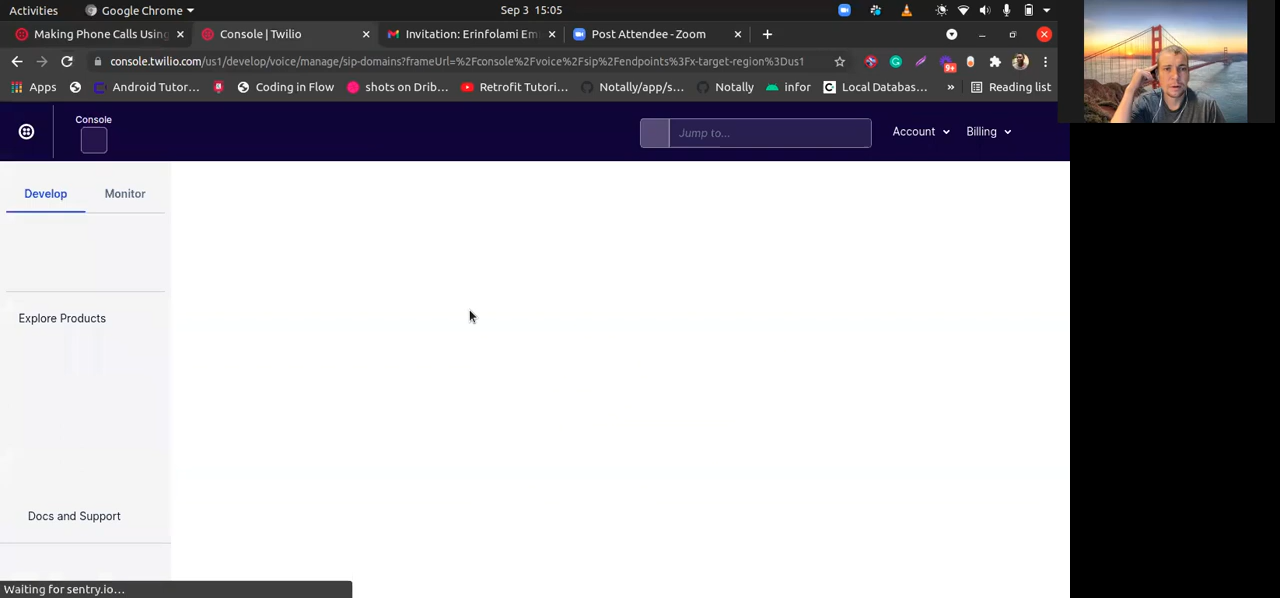 Activities
Google Chrome
Sep 3 15:05
Making Phone Calls Using
Console | Twilio
Invitation: Erinfolami Em
Post Attendee - Zoom
console.twilio.com/us1/develop/voice/manage/sip-domains?frameUrl=%2Fconsole%2Fvoice%2Fsip%2Fendpoints%3Fx-target-region%3Dus1
Apps
Android Tutor...
Coding in Flow
shots on Drib...
Retrofit Tutori...
Notally/app/s...
Notally
infor
Local Databas...
»
Reading list
9+
Console
Jump to...
Account
Billing
Develop
Monitor
Explore Products
Docs and Support
Waiting for sentry.io...